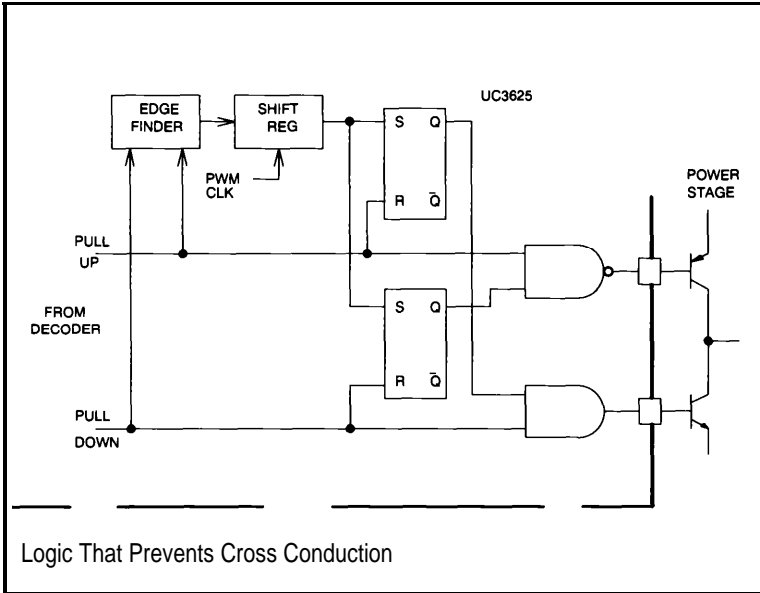 EDGE
FINDER
SHIFT
REG
UC3625
S Q
R Q̅
PWM
CLK
POWER
STAGE
PULL
UP
FROM
DECODER
S Q
R Q̅
PULL
DOWN
Logic That Prevents Cross Conduction